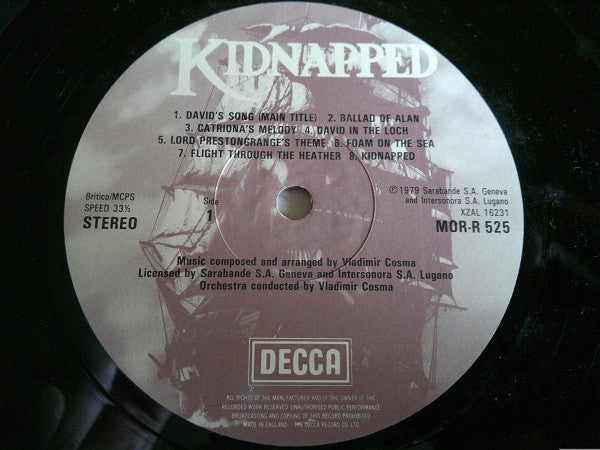 KIDNAPPED
1. DAVID'S SONG (MAIN TITLE) 2. BALLAD OF ALAN
3. CATRIONA'S MELODY 4. DAVID IN THE LOCH
5. LORD PRESTONGRANGE'S THEME 6. FOAM ON THE SEA
7. FLIGHT THROUGH THE HEATHER 8. KIDNAPPED
Britico/MCPS
SPEED 33⅓
STEREO
Side
1
℗1979 Sarabande S.A. Geneva
and Intersonora S.A. Lugano
XZAL 16231
MOR-R 525
Music composed and arranged by Vladimir Cosma
Licensed by Sarabande S.A. Geneva and Intersonora S.A. Lugano
Orchestra conducted by Vladimir Cosma
DECCA
ALL RIGHTS OF THE MANUFACTURER AND OF THE OWNER OF THE
RECORDED WORK RESERVED. UNAUTHORISED PUBLIC PERFORMANCE
BROADCASTING AND COPYING OF THIS RECORD PROHIBITED
MADE IN ENGLAND THE DECCA RECORD CO. LTD.